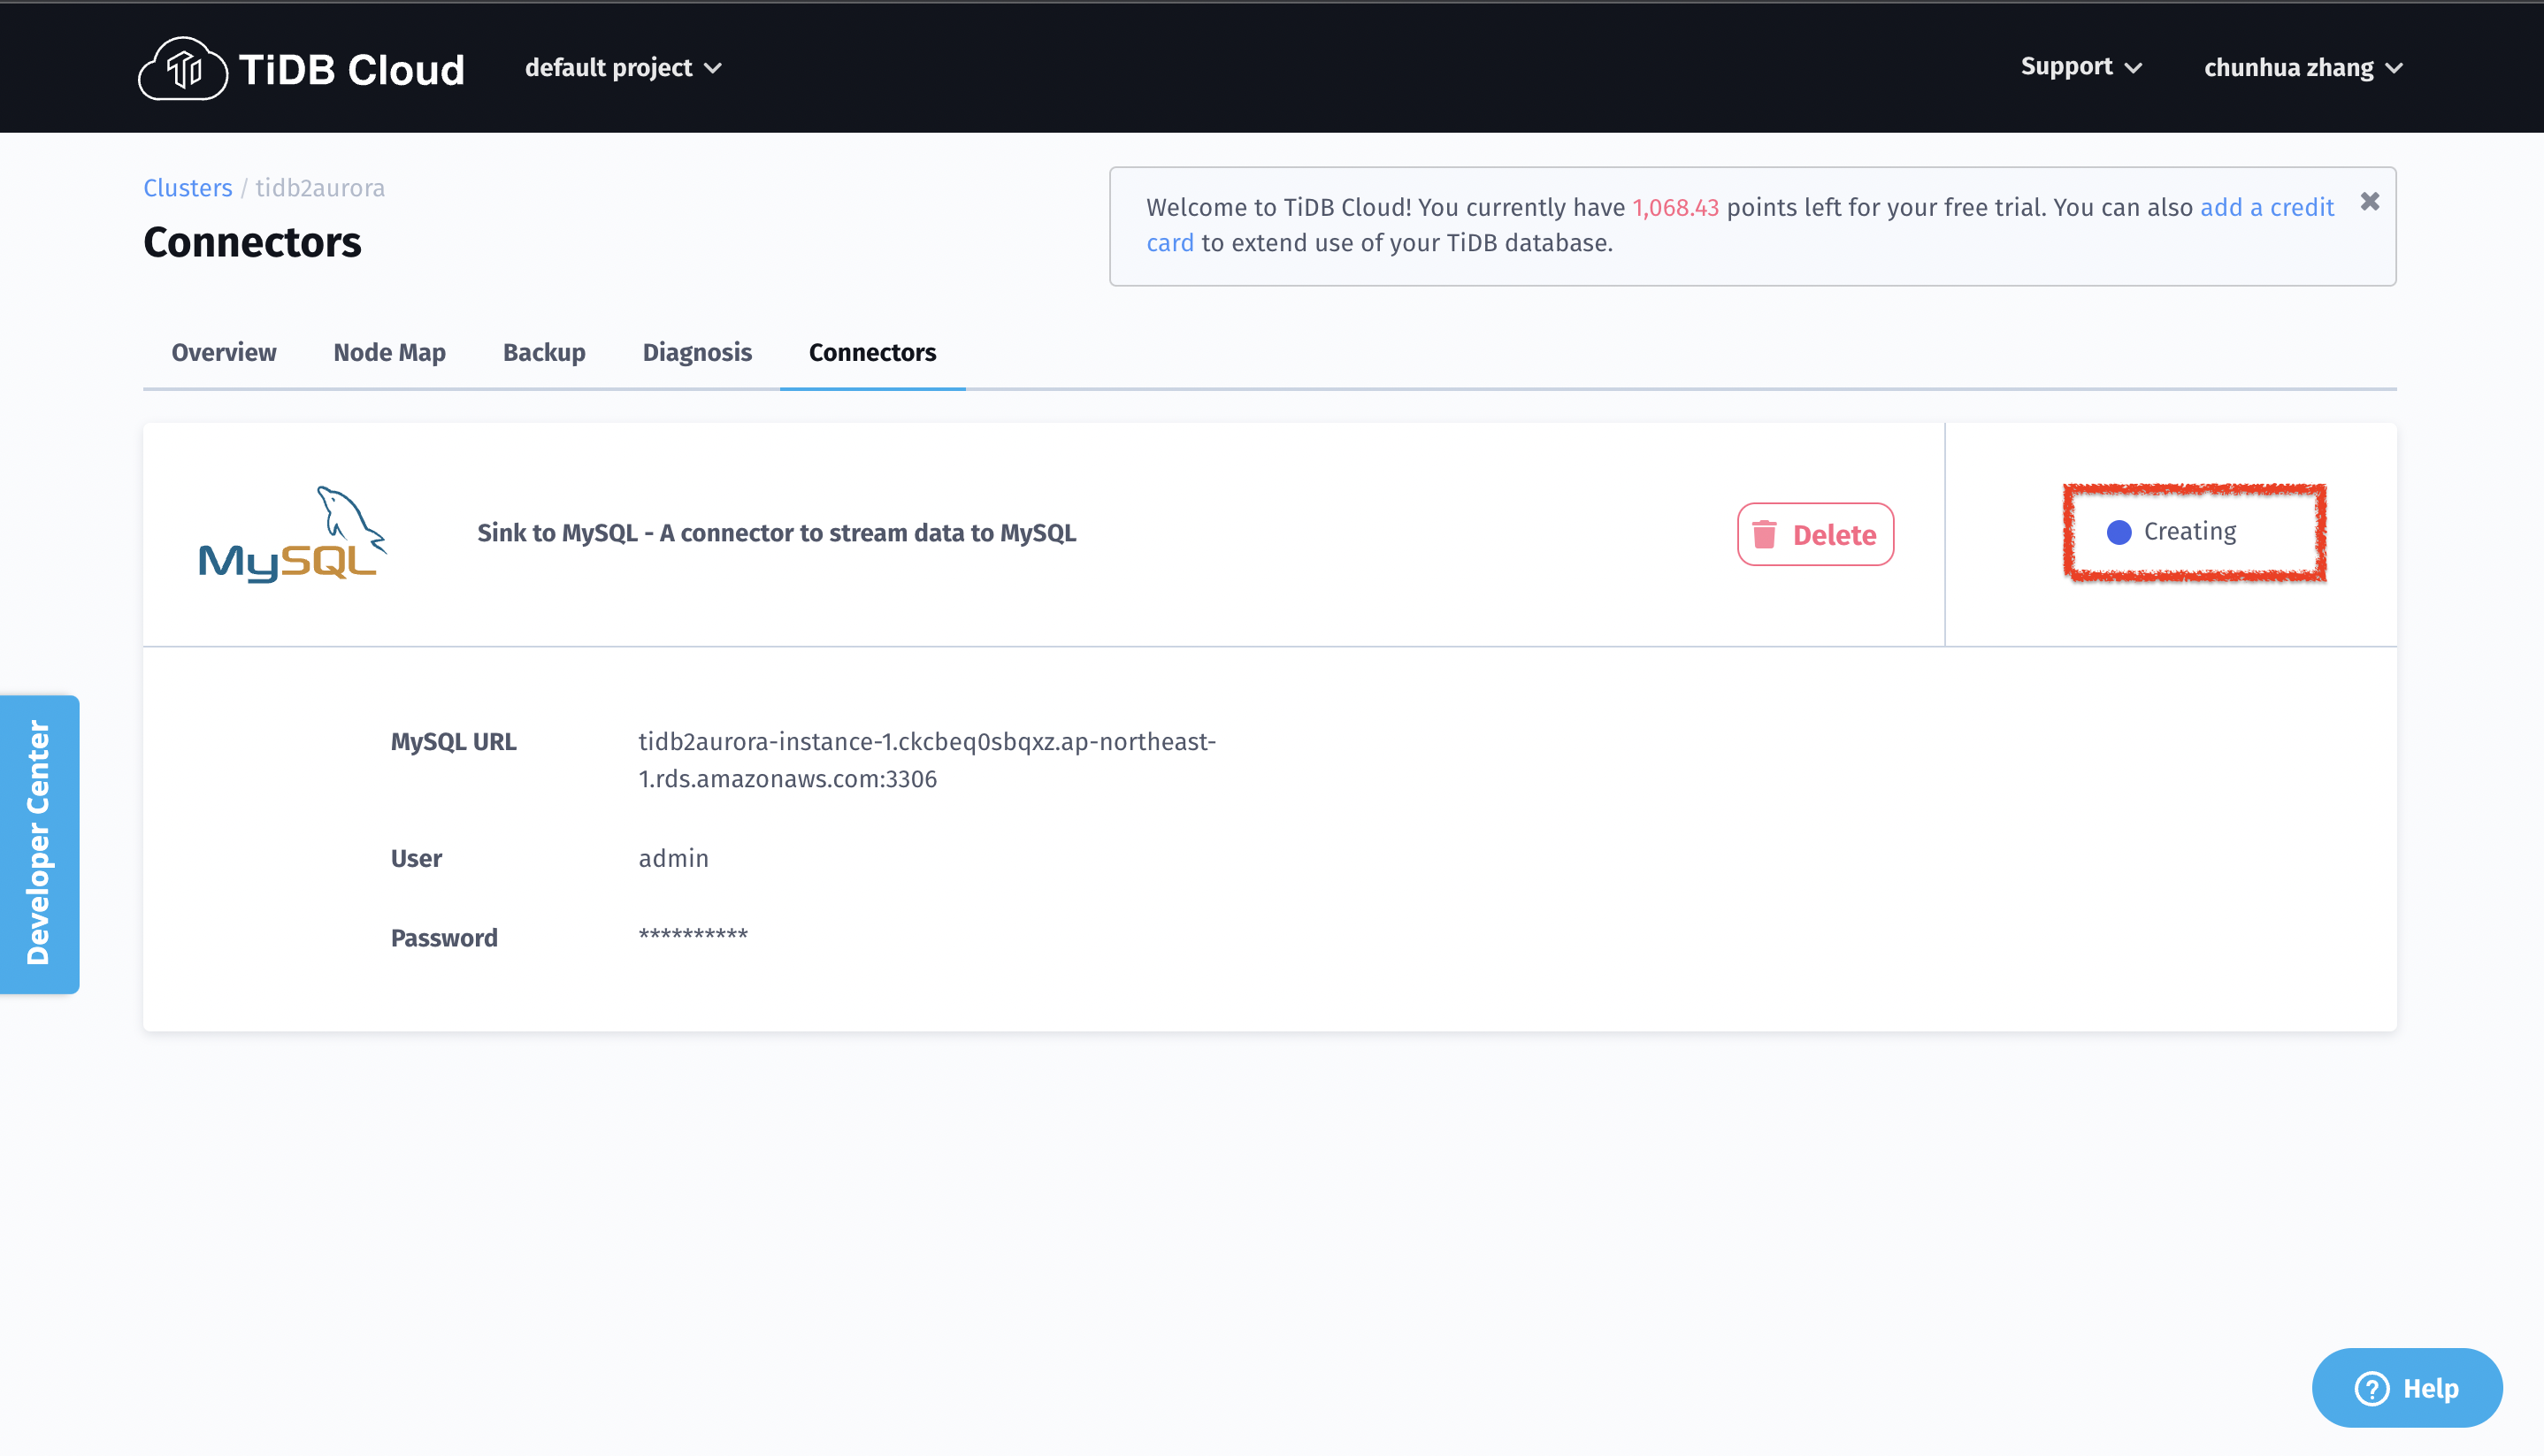 TiDB Cloud
default project
Support
chunhua zhang
Clusters / tidb2aurora
Connectors
Welcome to TiDB Cloud! You currently have 1,068.43 points left for your free trial. You can also add a credit
card to extend use of your TiDB database.
Overview
Node Map
Backup
Diagnosis
Connectors
MySQL
Sink to MySQL - A connector to stream data to MySQL
Delete
Creating
MySQL URL
tidb2aurora-instance-1.ckcbeq0sbqxz.ap-northeast-
1.rds.amazonaws.com:3306
User
admin
Password
**********
Developer Center
Help